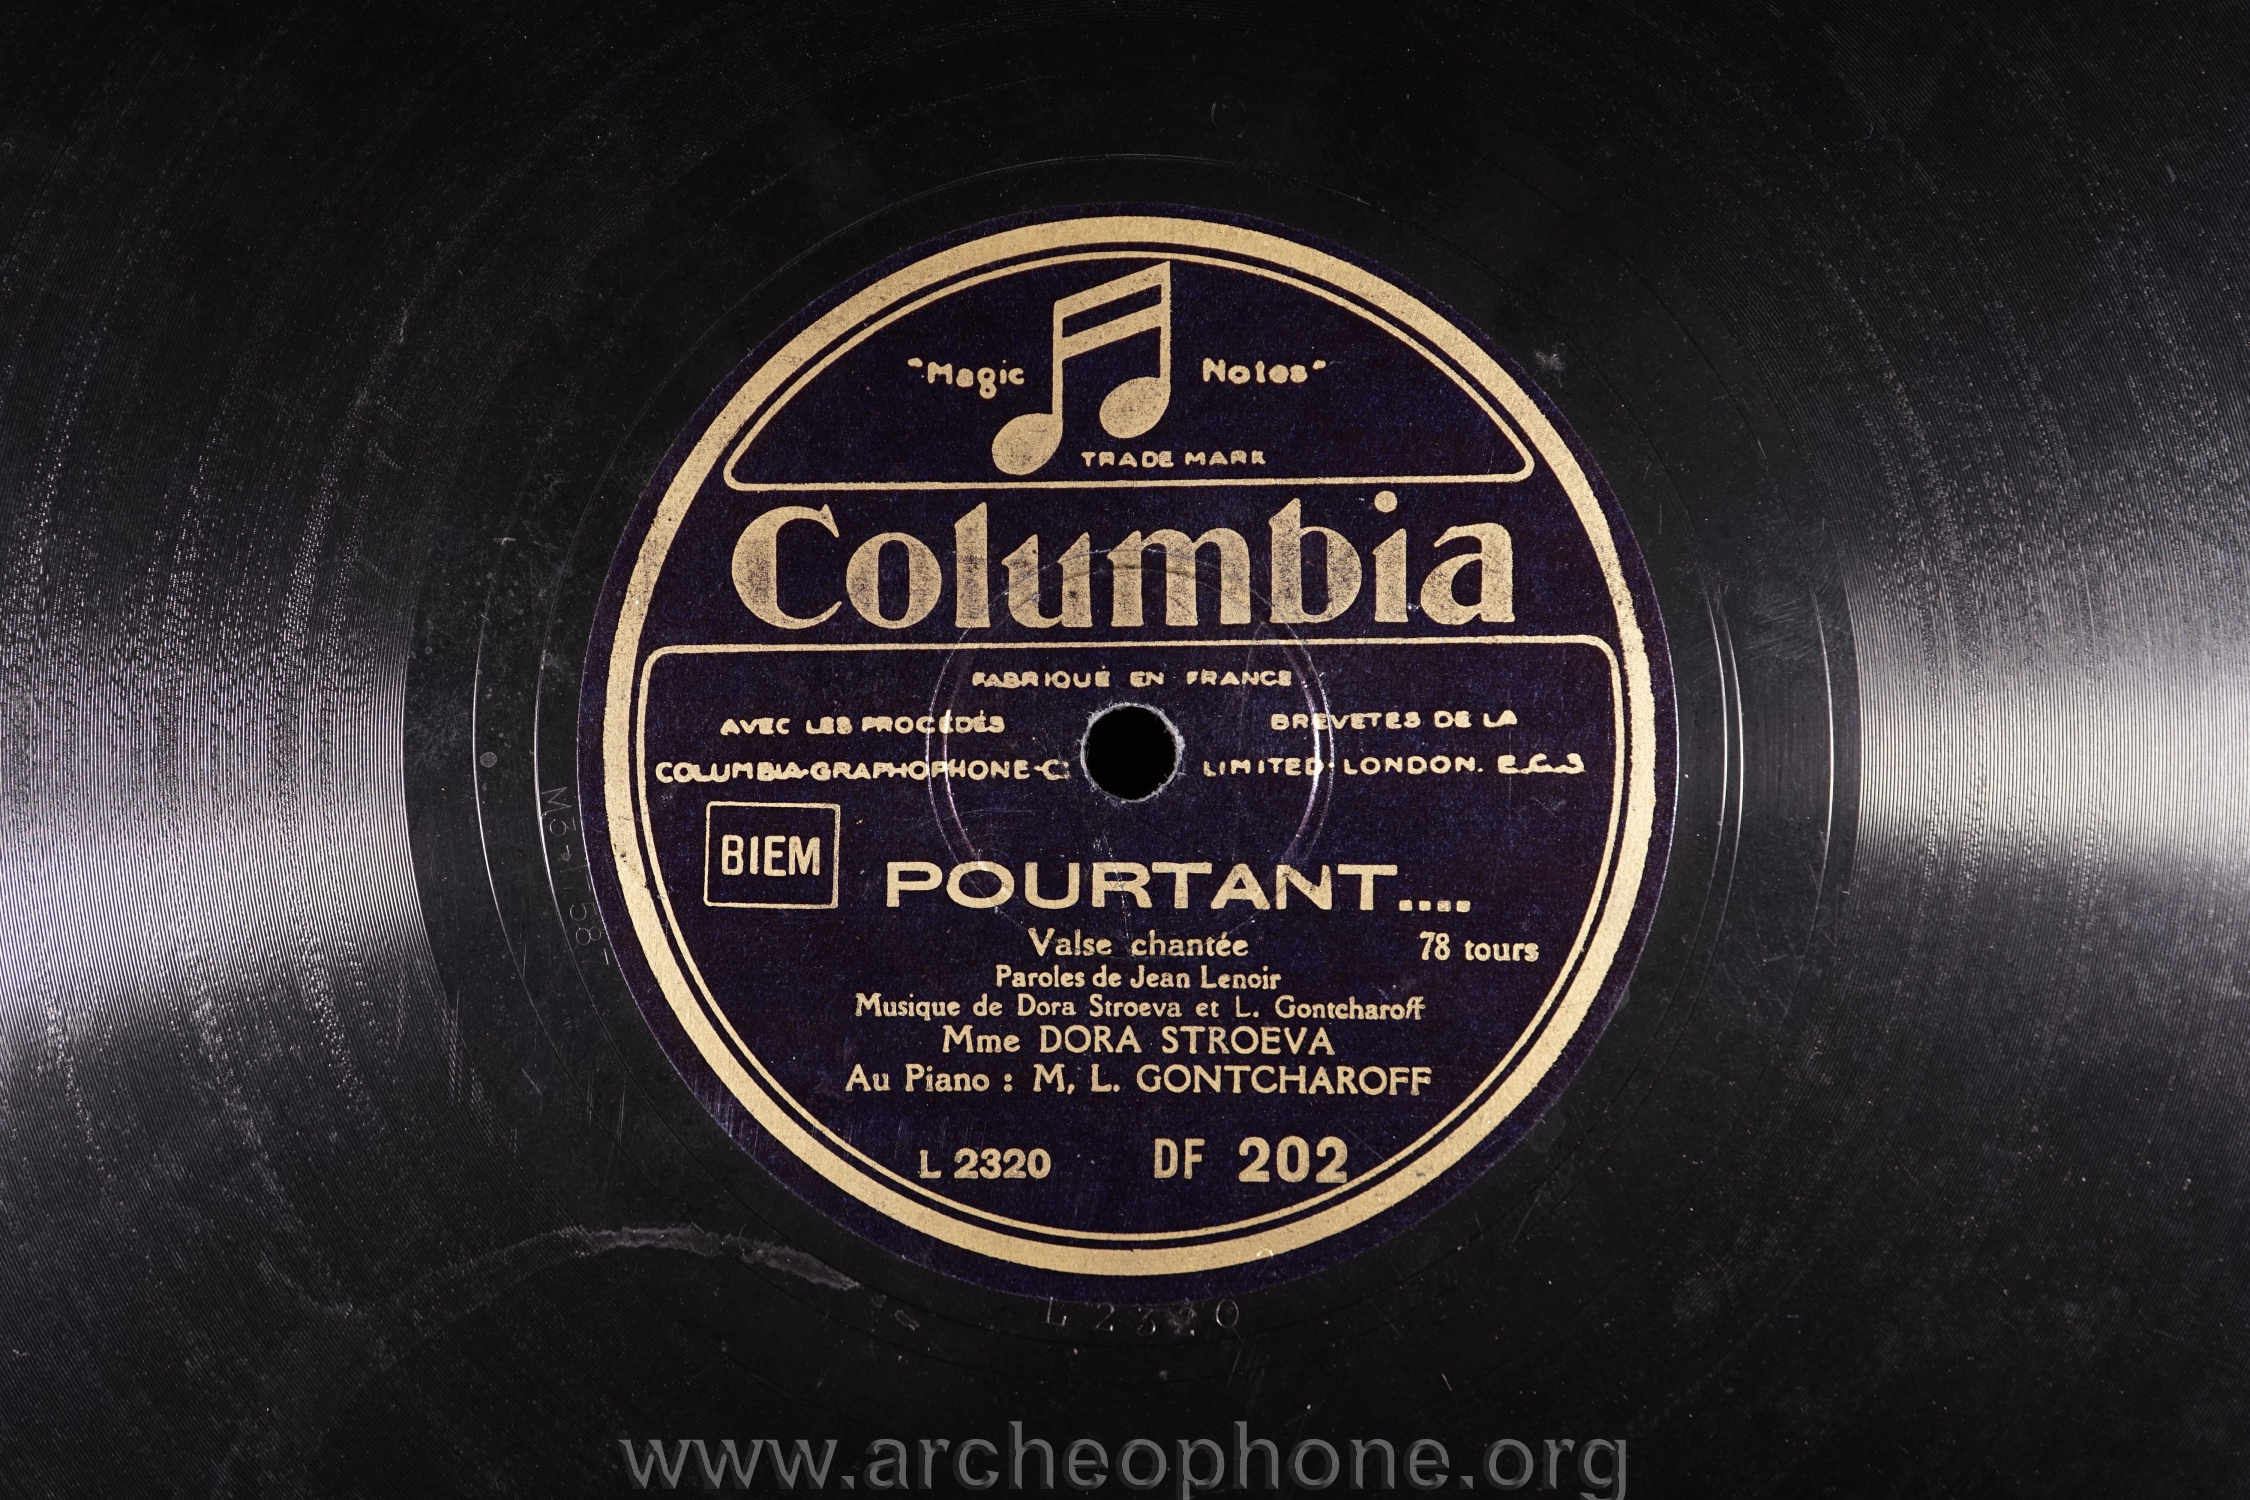 "Magic Notes"
TRADE MARK
Columbia
FABRIQUÉ EN FRANCE
AVEC LES PROCÉDÉS BREVETES DE LA
COLUMBIA-GRAPHOPHONE-C LIMITED-LONDON. E.C.3
BIEM
POURTANT....
Valse chantée 78 tours
Paroles de Jean Lenoir
Musique de Dora Stroeva et L. Gontcharoff
Mme DORA STROEVA
Au Piano : M, L. GONTCHAROFF
L 2320 DF 202
L 2320
www.archeophone.org